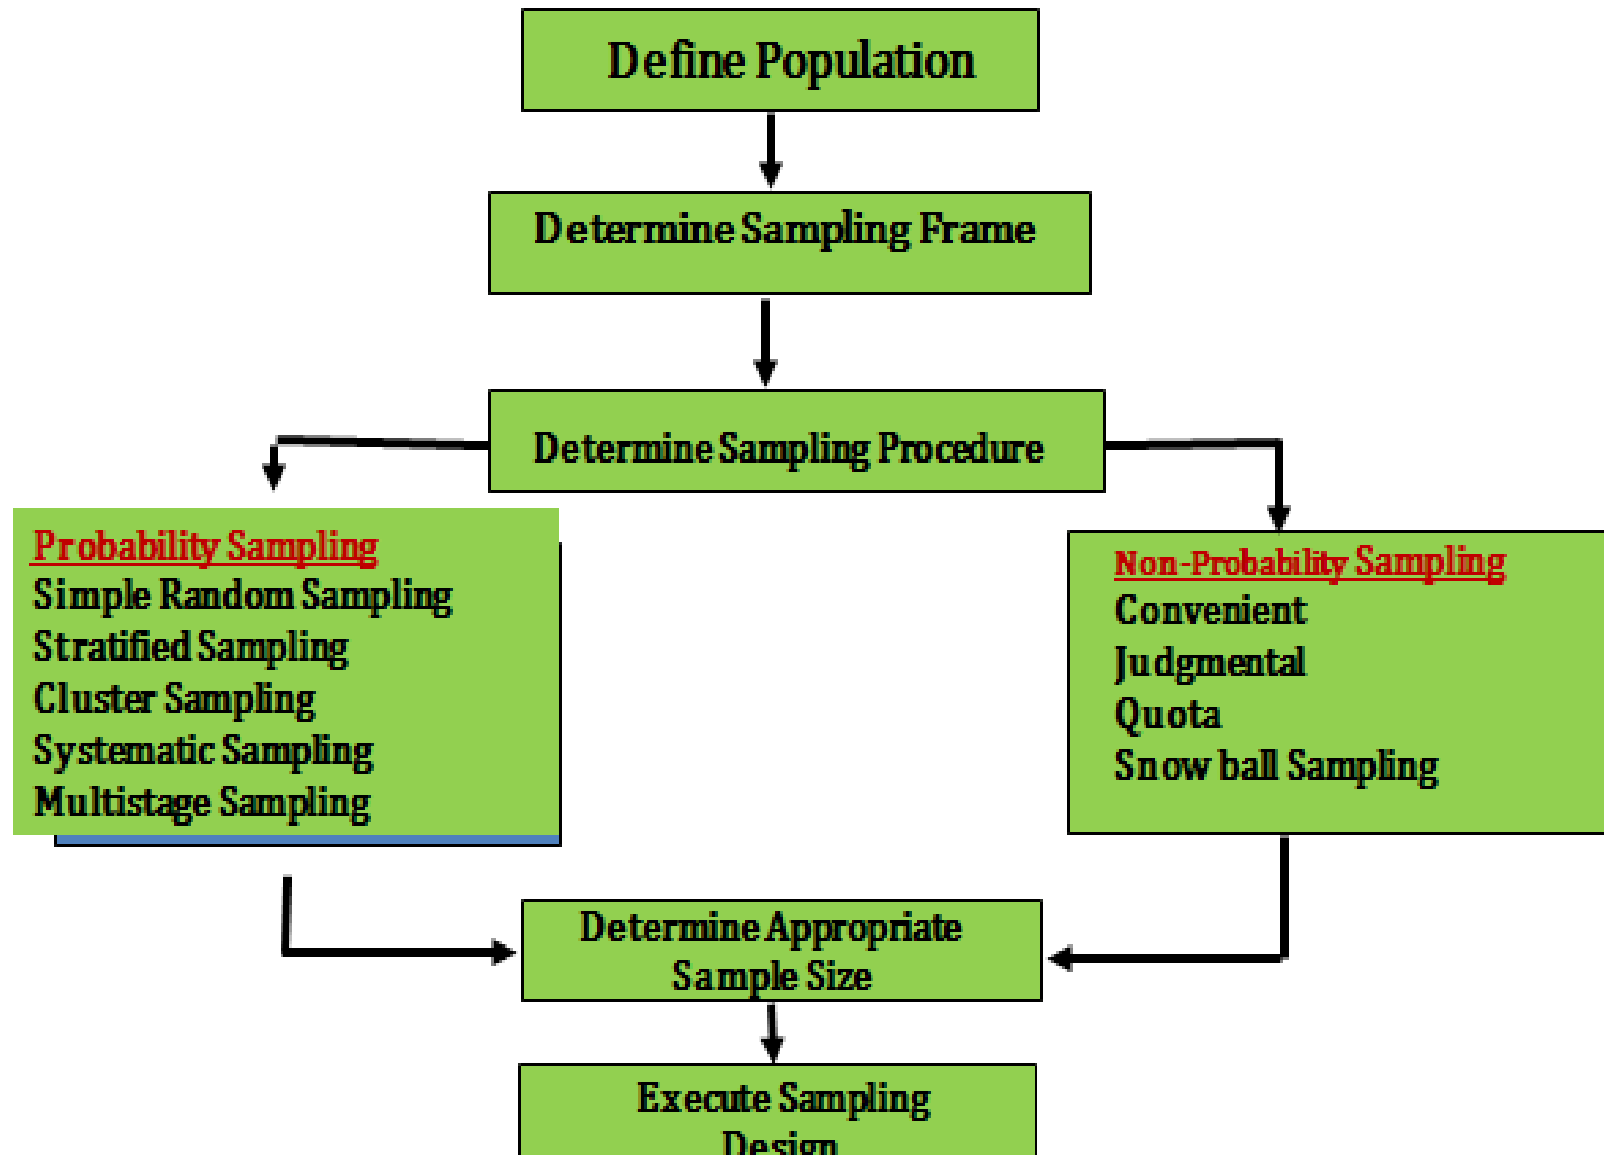 Define Population
Determine Sampling Frame
Determine Sampling Procedure
Probability Sampling
Simple Random Sampling
Stratified Sampling
Cluster Sampling
Systematic Sampling
Multistage Sampling
Non-Probability Sampling
Convenient
Judgmental
Quota
Snow ball Sampling
Determine Appropriate
Sample Size
Execute Sampling
Design